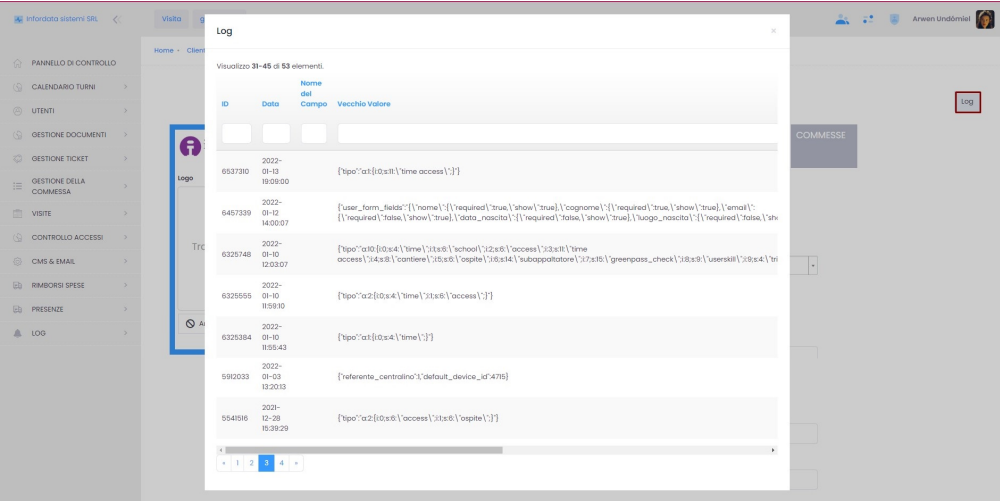 Infordata sistemi SRL
Visita
Arwen Undómiel
Log
×
Home
Client
PANNELLO DI CONTROLLO
CALENDARIO TURNI
UTENTI
GESTIONE DOCUMENTI
GESTIONE TICKET
GESTIONE DELLA
COMMESSA
VISITE
CONTROLLO ACCESSI
CMS & EMAIL
RIMBORSI SPESE
PRESENZE
LOG
Log
COMMESSE
Logo
Visualizzo 31-45 di 53 elementi.
ID
Data
Nome
del
Campo
Vecchio Valore
6537310
2022-
01-13
19:09:00
{"tipo":"a:1:{i:0;s:11:\"time access\";}"}
6457339
2022-
01-12
14:00:07
{"user_form_fields":"{\"nome\":{\"required\":true,\"show\":true},\"cognome\":{\"required\":true,\"show\":true},\"email\":
{\"required\":false,\"show\":true},\"data_nascita\":{\"required\":false,\"show\":true},\"luogo_nascita\":{\"required\":false,\"sh
6325748
2022-
01-10
12:03:07
{"tipo":"a:10:{i:0;s:4:\"time\";i:1;s:6:\"school\";i:2;s:6:\"access\";i:3;s:11:\"time
access\";i:4;s:8:\"cantiere\";i:5;s:6:\"ospite\";i:6;s:14:\"subappaltatore\";i:7;s:15:\"greenpass_check\";i:8;s:9:\"userskill\";i:9;s:4:\"tri
6325555
2022-
01-10
11:59:10
{"tipo":"a:2:{i:0;s:4:\"time\";i:1;s:6:\"access\";}"}
6325384
2022-
01-10
11:55:43
{"tipo":"a:1:{i:0;s:4:\"time\";}"}
5912033
2022-
01-03
13:20:13
{"referente_centralino":1,"default_device_id":4715}
5541516
2021-
12-28
15:39:29
{"tipo":"a:2:{i:0;s:6:\"access\";i:1;s:6:\"ospite\";}"}
« 1 2 3 4 »